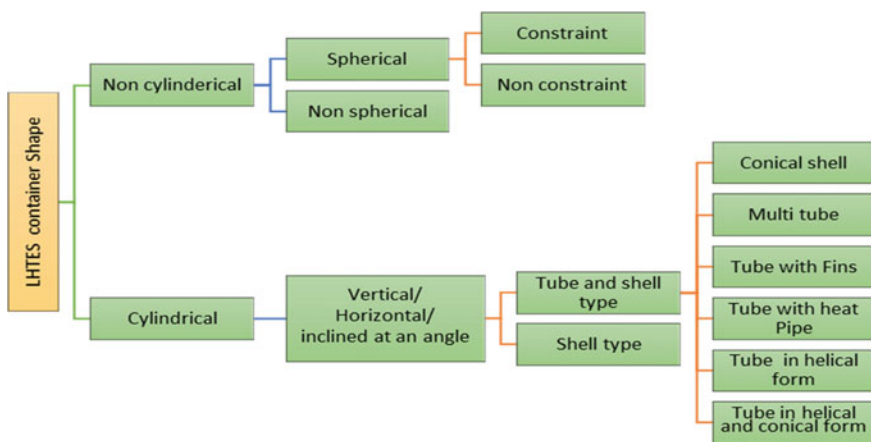 LHTES container Shape
Non cylinderical
Spherical
Constraint
Non constraint
Non spherical
Cylindrical
Vertical/
Horizontal/
inclined at an angle
Tube and shell
type
Shell type
Conical shell
Multi tube
Tube with Fins
Tube with heat
Pipe
Tube in helical
form
Tube in helical
and conical form